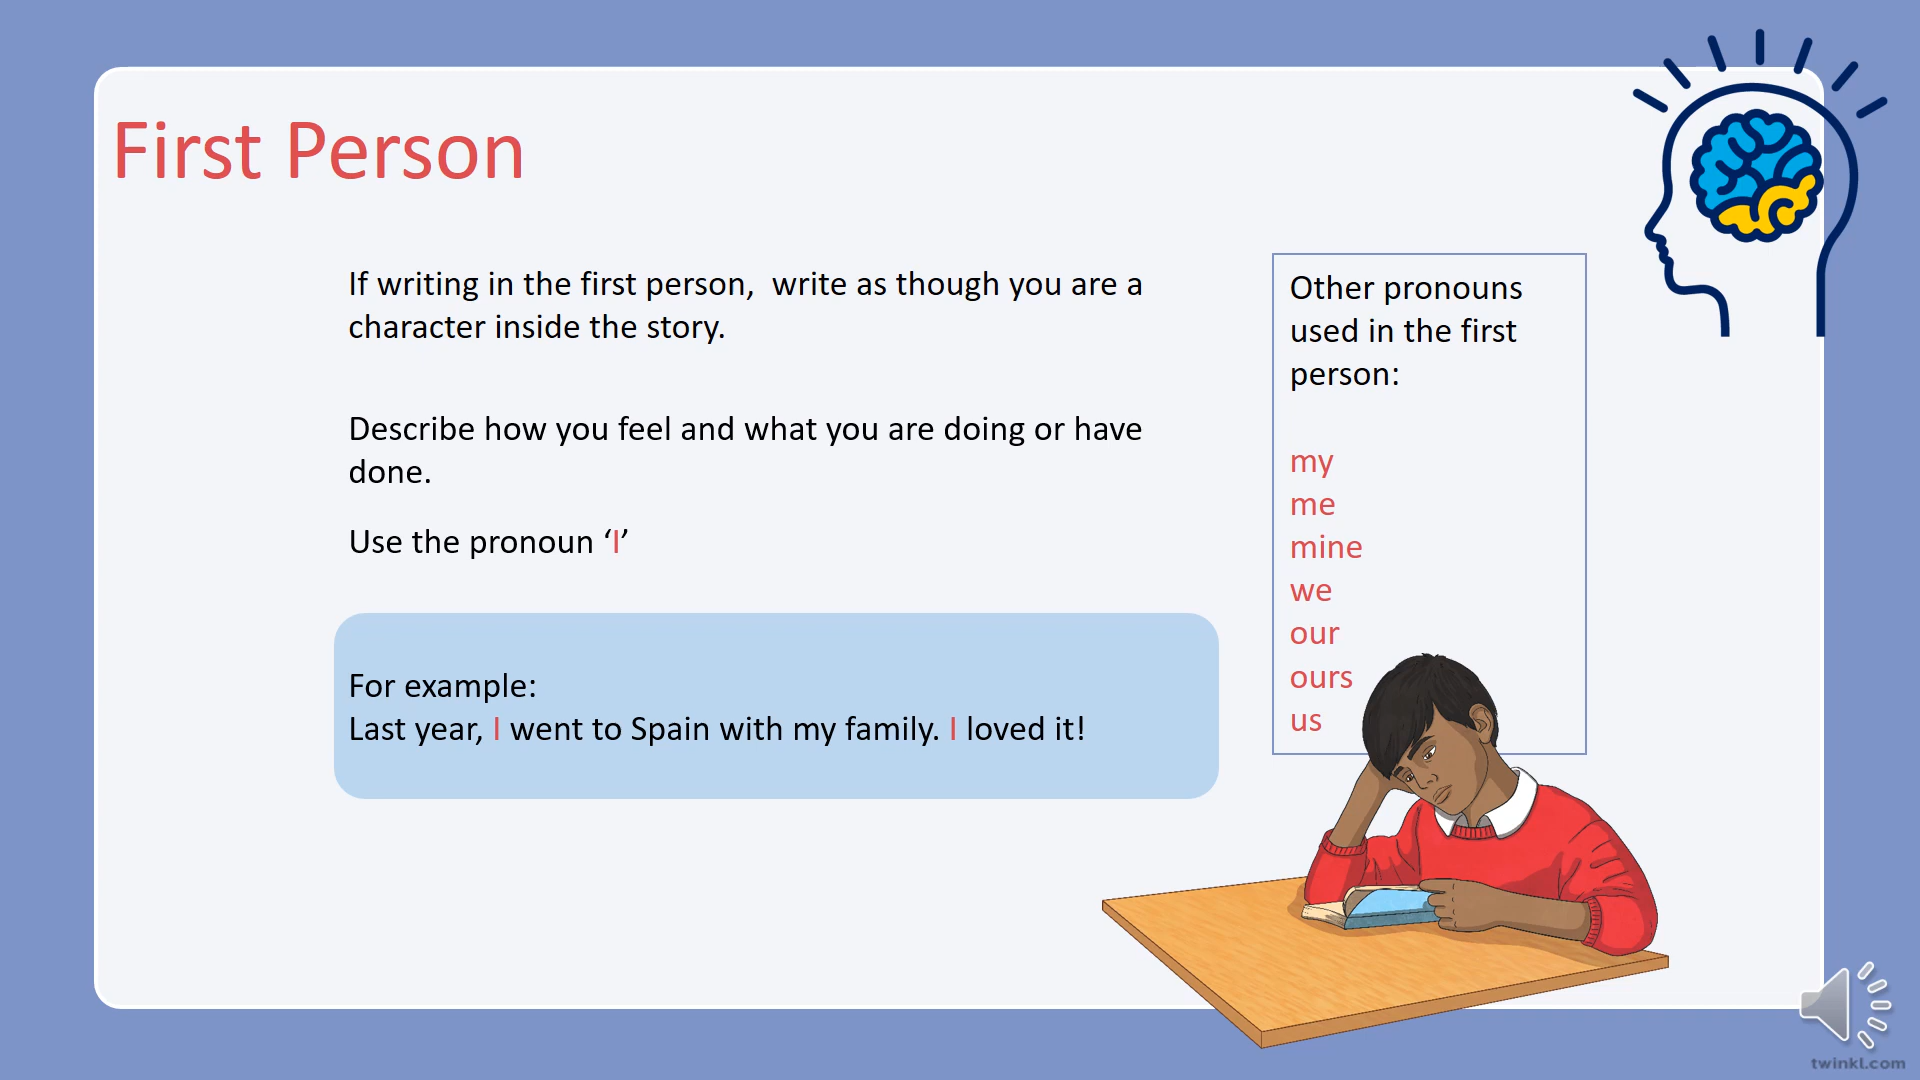 First Person
If writing in the first person,  write as though you are a
character inside the story.
Describe how you feel and what you are doing or have
done.
Use the pronoun ‘I’
For example:
Last year, I went to Spain with my family. I loved it!
Other pronouns
used in the first
person:
my
me
mine
we
our
ours
us
twinkl.com